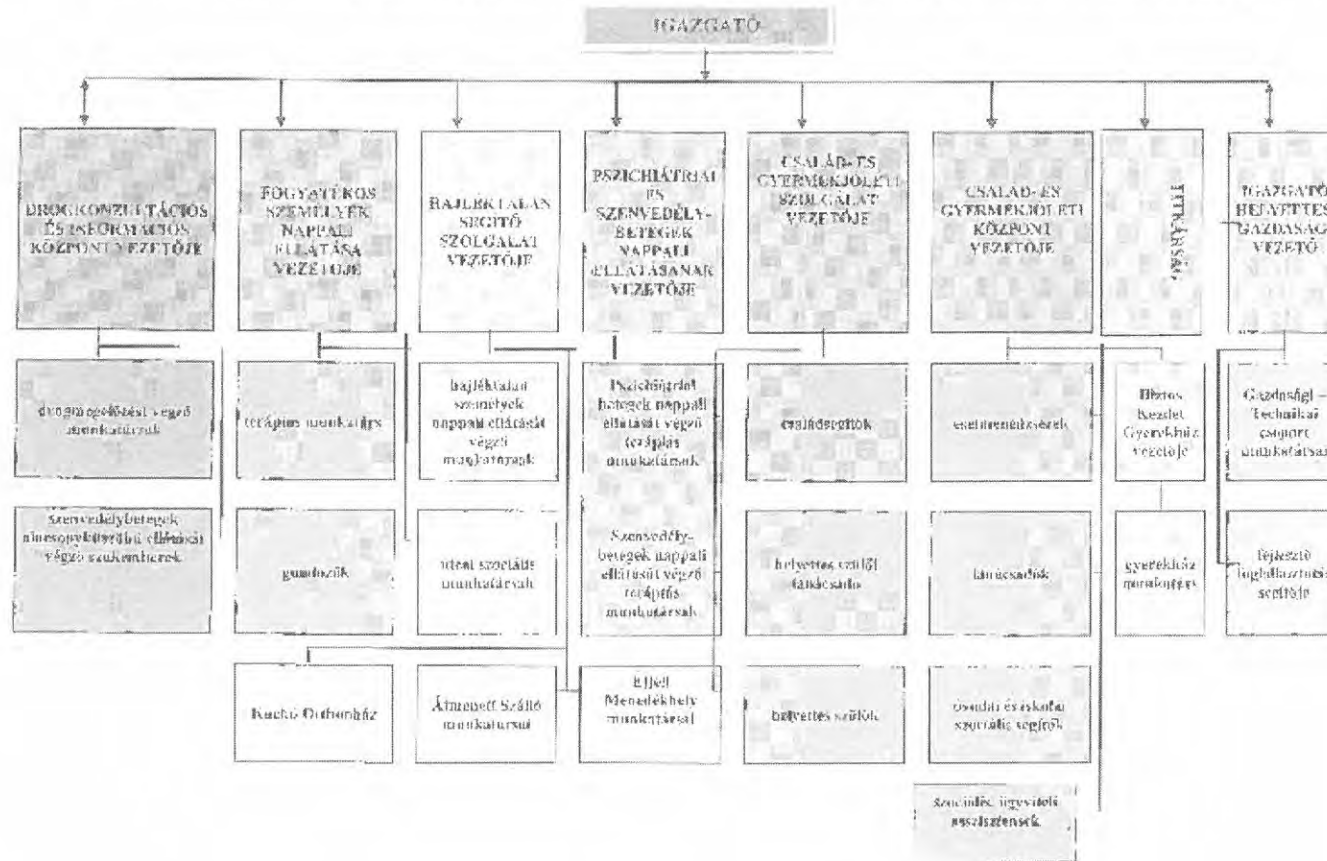 IGAZGATÓ
DROGKONZULTÁCIÓS
ÉS INFORMÁCIÓS
KÖZPONT VEZETŐJE
FOGYATÉKOS
SZEMÉLYEK
NAPPALI
ELLÁTÁSA
VEZETŐJE
HAJLÉKTALAN
SEGÍTŐ
SZOLGÁLAT
VEZETŐJE
PSZICHIÁTRIAI
ÉS
SZENVEDÉLY-
BETEGEK
NAPPALI
ELLÁTÁSÁNAK
VEZETŐJE
CSALÁD- ÉS
GYERMEKJÓLÉTI
SZOLGÁLAT
VEZETŐJE
CSALÁD- ÉS
GYERMEKJÓLÉTI
KÖZPONT
VEZETŐJE
TITKÁRSÁG
IGAZGATÓ
HELYETTES
GAZDASÁGI
VEZETŐ
drogmegelőzést végző
munkatársak
terápiás munkatárs
hajléktalan
személyek
nappali ellátását
végző
munkatársak
Pszichiátriai
betegek nappali
ellátását végző
terápiás
munkatársak
családsegítők
esetmenedzserek
Biztos
Kezdet
Gyerekház
vezetője
Gazdasági –
Technikai
csoport
munkatársai
Szenvedélybetegek
alacsonyküszöbű ellátását
végző szakemberek
gondozók
utcai szociális
munkatársak
Szenvedély-
betegek nappali
ellátását végző
terápiás
munkatársak
helyettes szülői
tanácsadó
tanácsadók
gyerekház
munkatárs
fejlesztő
foglalkoztatás
segítője
Kuckó Otthonház
Átmeneti Szálló
munkatársai
Éjjeli
Menedékhely
munkatársai
helyettes szülők
óvodai és iskolai
szociális segítők
szociális, ügyviteli
asszisztensek